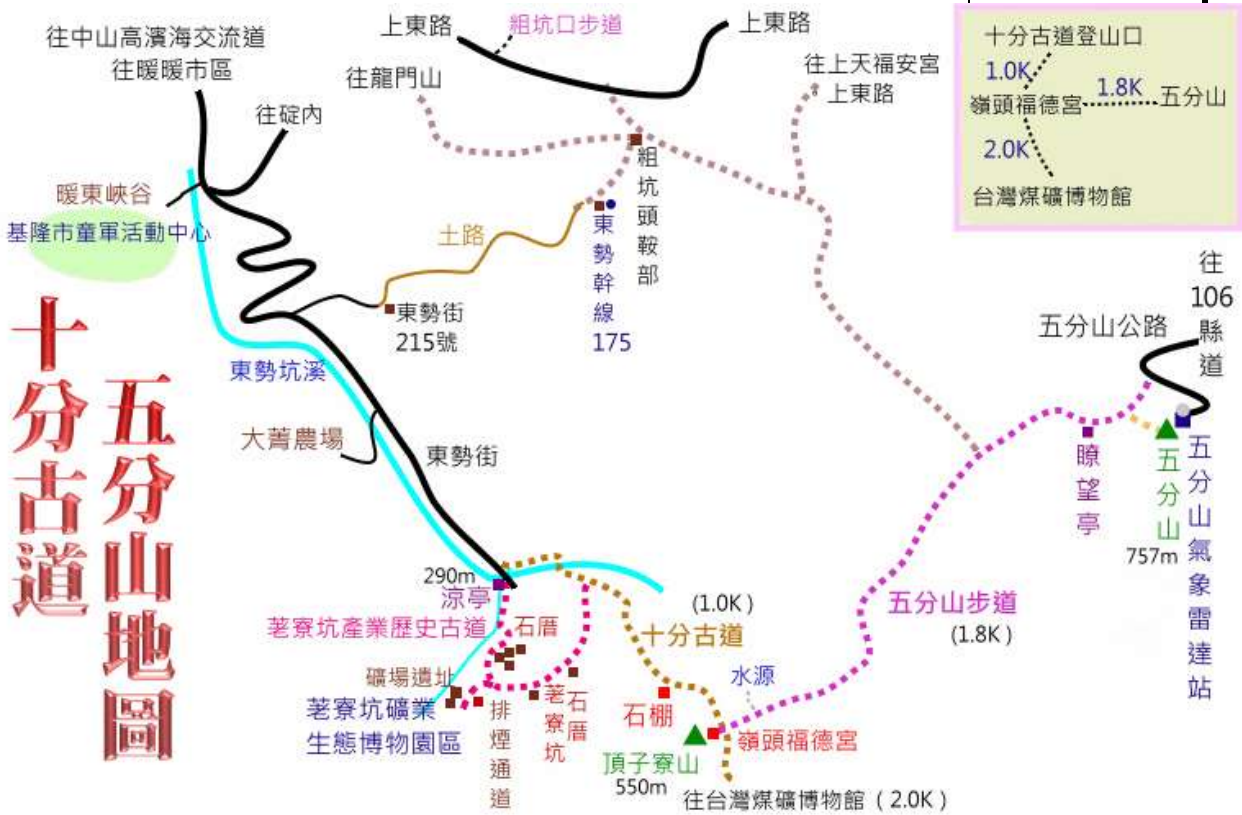 往中山高濱海交流道
往暖暖市區
往碇內
上東路
粗坑口步道
上東路
往龍門山
往上天福安宮
上東路
十分古道登山口
1.0K
1.8K
嶺頭福德宮
五分山
2.0K
台灣煤礦博物館
暖東峽谷
基隆市童軍活動中心
土路
粗坑頭鞍部
東勢幹線175
東勢街
215號
往106縣道
五分山公路
東勢坑溪
大菁農場
東勢街
十分古道
五分山地圖
瞭望亭
五分山
757m
五分山氣象雷達站
290m
涼亭
荖寮坑產業歷史古道
石厝
(1.0K)
十分古道
五分山步道
(1.8K)
礦場遺址
荖寮坑礦業
生態博物園區
排煙通道
荖寮坑
石厝
石棚
水源
嶺頭福德宮
頂子寮山
550m
往台灣煤礦博物館(2.0K)